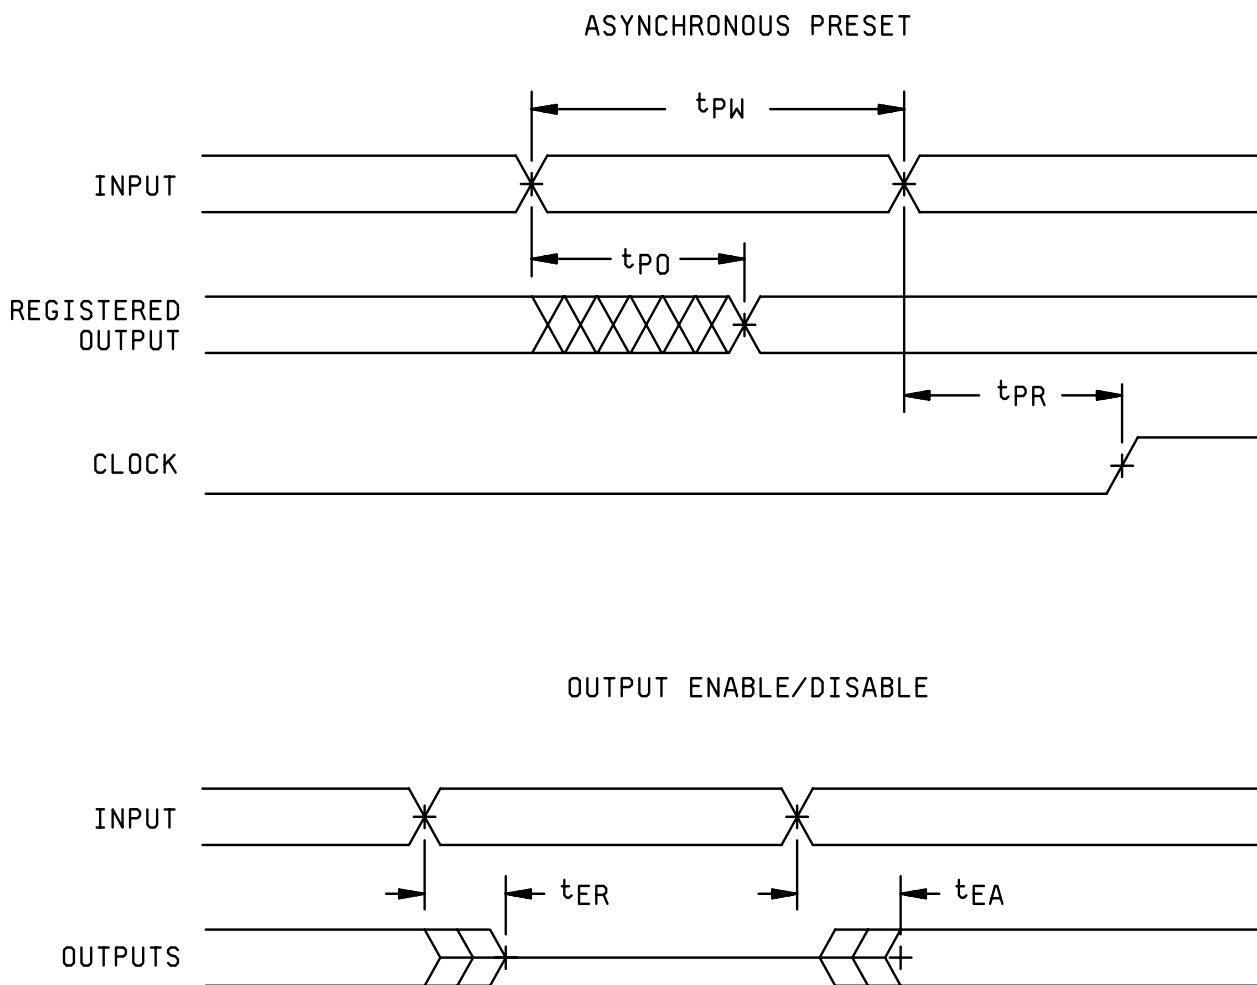 ASYNCHRONOUS PRESET
tPW
INPUT
tPO
REGISTERED
OUTPUT
tPR
CLOCK
OUTPUT ENABLE/DISABLE
INPUT
tER
tEA
OUTPUTS